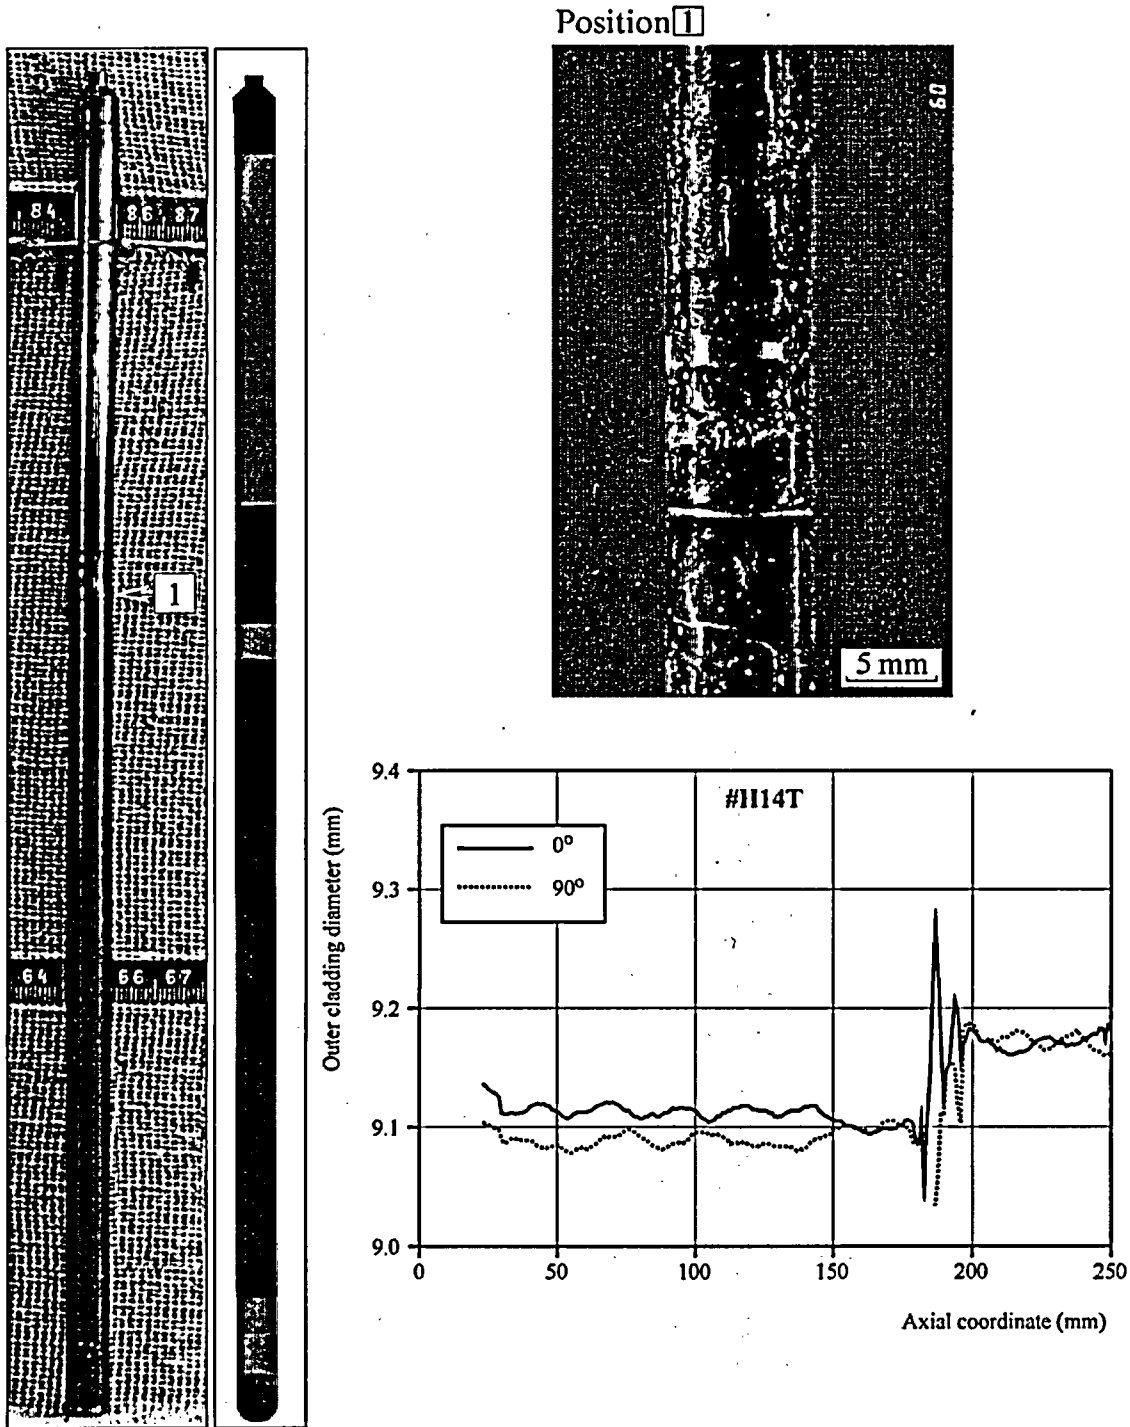 Position 1
60
84 86 87
1
5 mm
64 66 67
#H14T
0°
90°
Outer cladding diameter (mm)
9.4
9.3
9.2
9.1
9.0
0 50 100 150 200 250
Axial coordinate (mm)